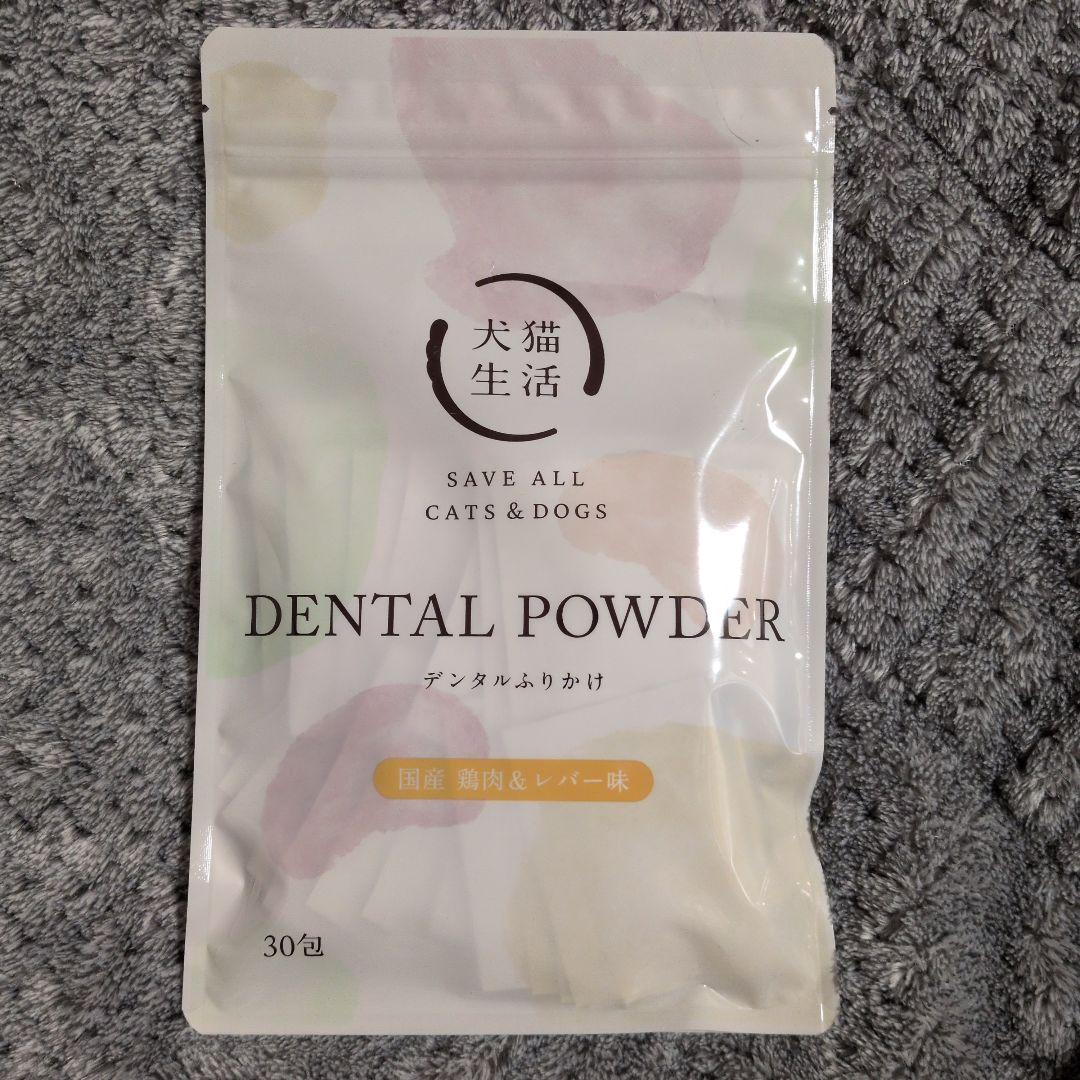 犬猫
生活
SAVE ALL
CATS & DOGS
DENTAL POWDER
デンタルふりかけ
国産 鶏肉&レバー味
30包